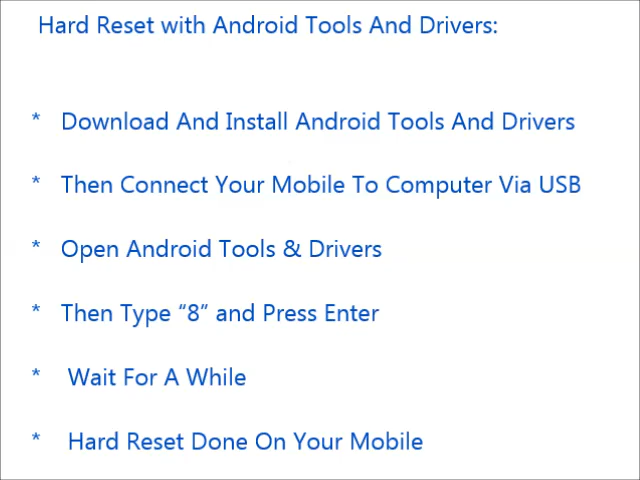 Hard Reset with Android Tools And Drivers:
* Download And Install Android Tools And Drivers
* Then Connect Your Mobile To Computer Via USB
* Open Android Tools & Drivers
* Then Type “8” and Press Enter
* Wait For A While
* Hard Reset Done On Your Mobile